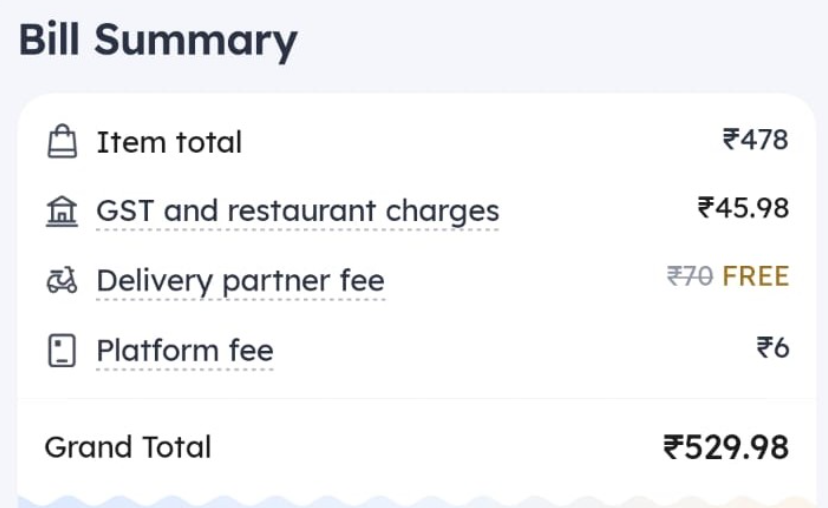 Bill Summary
Item total ₹478
GST and restaurant charges ₹45.98
Delivery partner fee ₹70 FREE
Platform fee ₹6
Grand Total ₹529.98